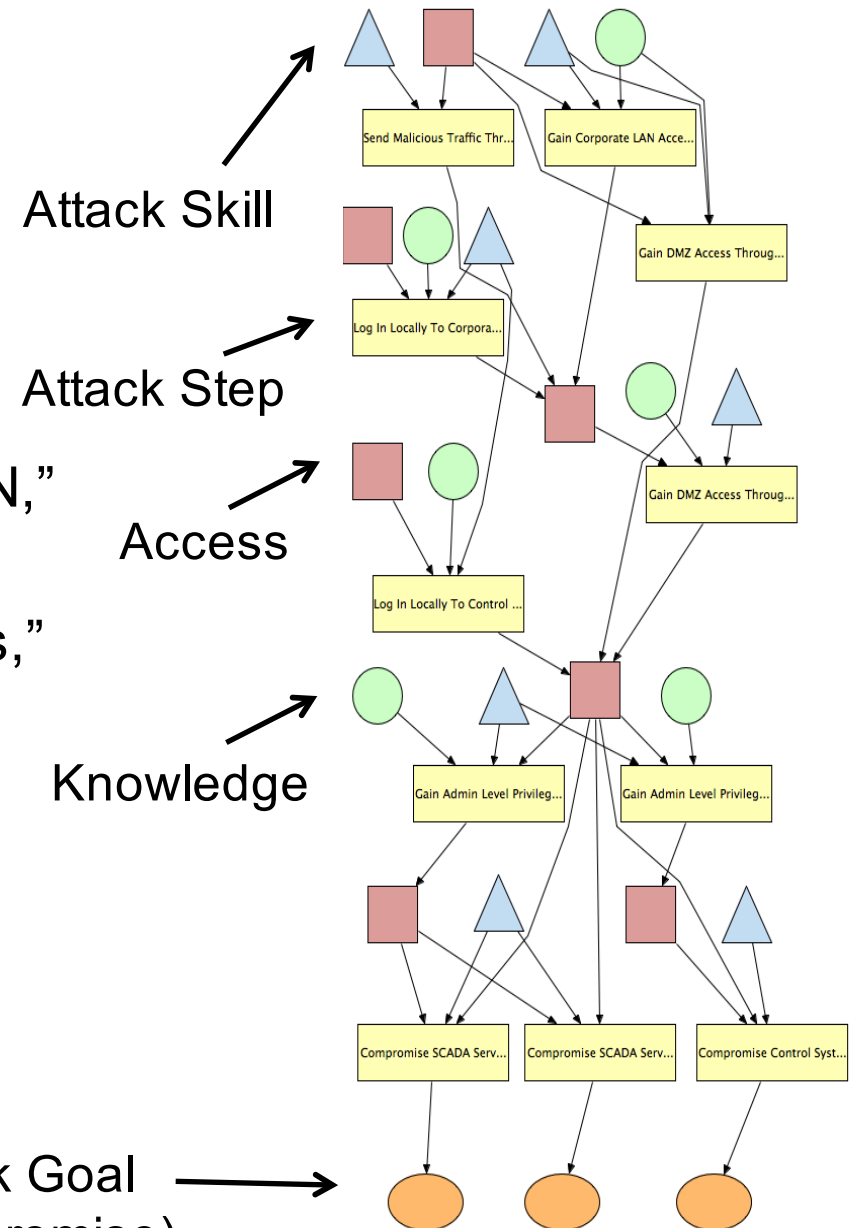 Send Malicious Traffic Thr...
Gain Corporate LAN Acce...
Attack Skill
Gain DMZ Access Throug...
Log In Locally To Corpora...
Attack Step
N,”
Gain DMZ Access Throug...
Access
Log In Locally To Control ...
s,”
Knowledge
Gain Admin Level Privileg...
Gain Admin Level Privileg...
Compromise SCADA Serv...
Compromise SCADA Serv...
Compromise Control Syst...
k Goal